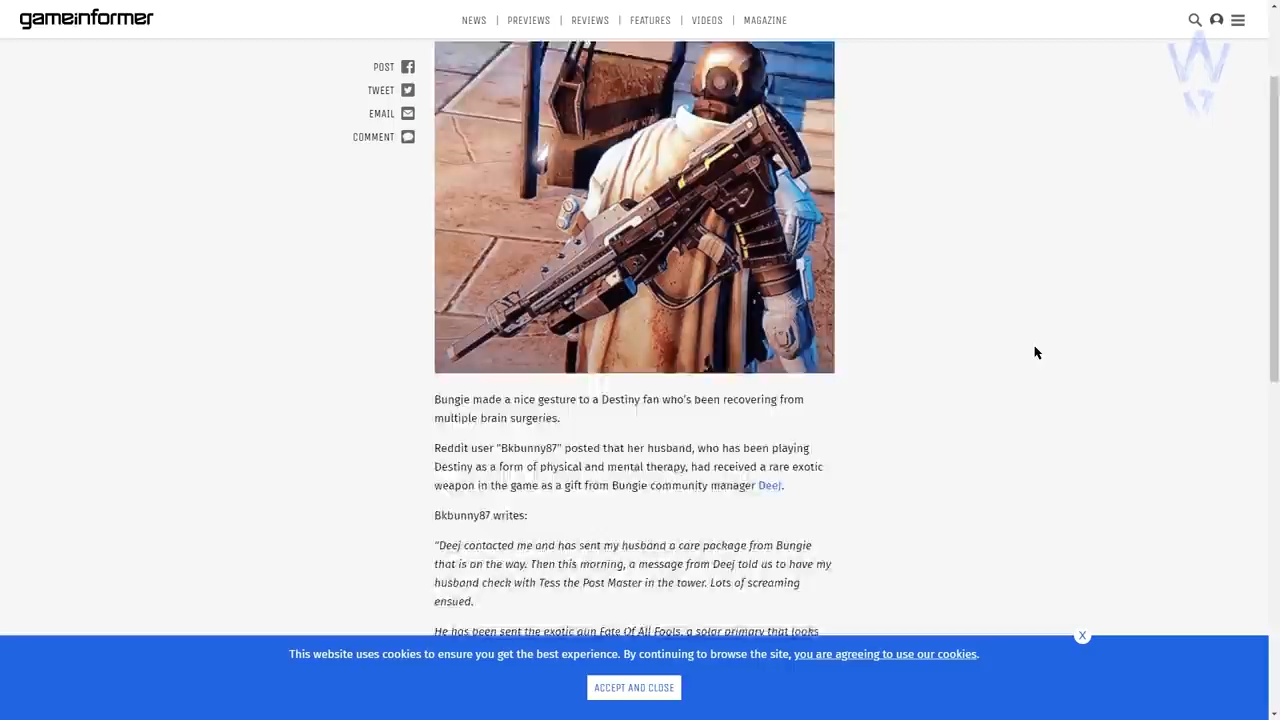 gameinformer
NEWS | PREVIEWS | REVIEWS | FEATURES | VIDEOS | MAGAZINE
POST
TWEET
EMAIL
COMMENT
W
Bungie made a nice gesture to a Destiny fan who's been recovering from
multiple brain surgeries.
Reddit user "Bkbunny87" posted that her husband, who has been playing
Destiny as a form of physical and mental therapy, had received a rare exotic
weapon in the game as a gift from Bungie community manager Deej.
Bkbunny87 writes:
"Deej contacted me and has sent my husband a care package from Bungie
that is on the way. Then this morning, a message from Deej told us to have my
husband check with Tess the Post Master in the tower. Lots of screaming
ensued.
He has been sent the exotic gun Fate Of All Fools, a solar primary that looks
X
This website uses cookies to ensure you get the best experience. By continuing to browse the site, you are agreeing to use our cookies.
ACCEPT AND CLOSE